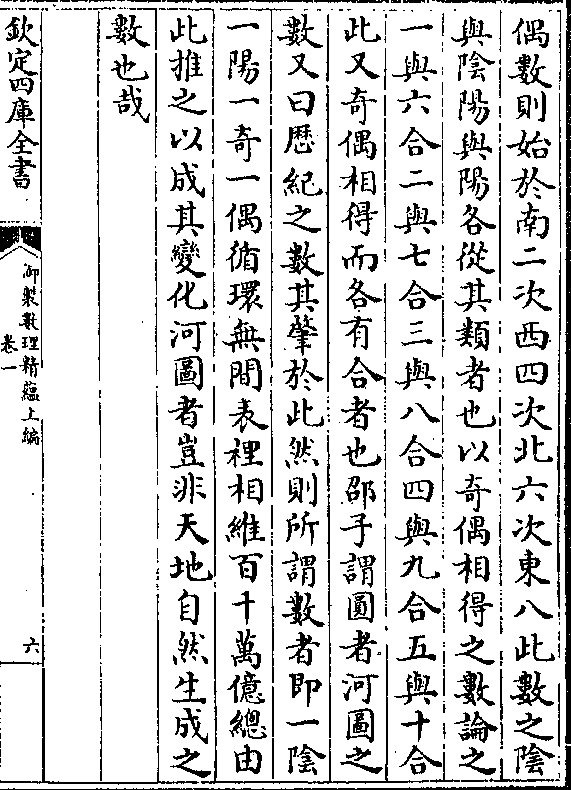 偶數則始於南二次西四次北六次東八此數之陰
與陰陽與陽各從其類者也以奇偶相得之數論之
一與六合二與七合三與八合四與九合五與十合
此又奇偶相得而各有合者也邵子謂圓者河圖之
數又曰歴紀之數其肇於此然則所謂數者即一陰
一陽一奇一偶循環無間表裡相維百十萬億總由
此推之以成其變化河圖者豈非天地自然生成之
數也哉
欽定四庫全書
御製數理精蘊上編
卷一
六